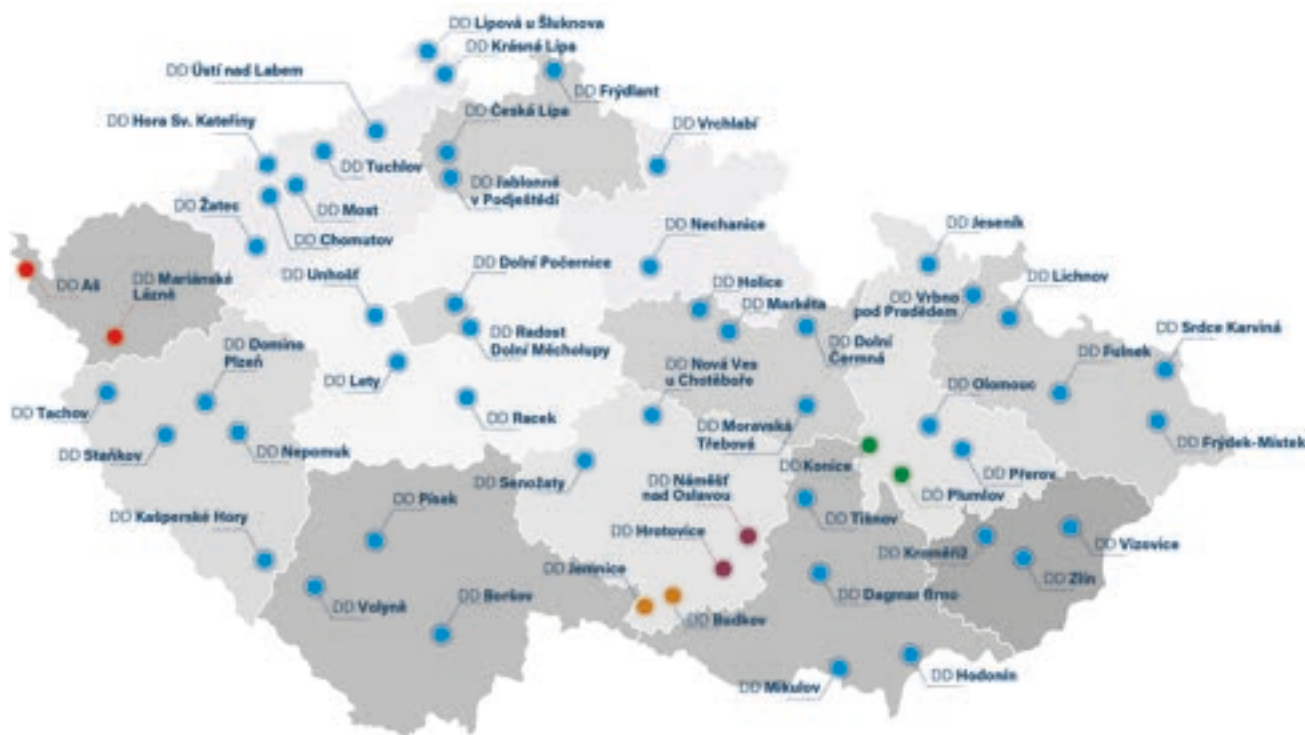 DD Lipová u Šluknova
DD Krásná Lípa
DD Ústí nad Labem
DD Frýdlant
DD Česká Lípa
DD Hora Sv. Kateřiny
DD Vrchlabí
DD Tuchlov
DD Jablonné
v Podještědí
DD Most
DD Žatec
DD Chomutov
DD Nechanice
DD Jeseník
DD Aš
DD Mariánské
Lázně
DD Unhošť
DD Dolní Počernice
DD Holice
DD Markéta
DD Vrbno
pod Pradědem
DD Lichnov
DD Radost
Dolní Měcholupy
DD Dolní
Čermná
DD Srdce Karviná
DD Domino
Plzeň
DD Lety
DD Nová Ves
u Chotěboře
DD Fulnek
DD Olomouc
DD Tachov
DD Racek
DD Moravská
Třebová
DD Frýdek-Místek
DD Staňkov
DD Nepomuk
DD Senožaty
DD Náměšť
nad Oslavou
DD Konice
DD Přerov
DD Plumlov
DD Kašperské Hory
DD Písek
DD Hrotovice
DD Tišnov
DD Kroměříž
DD Vizovice
DD Zlín
DD Jemnice
DD Volyně
DD Boršov
DD Budkov
DD Dagmar Brno
DD Mikulov
DD Hodonín